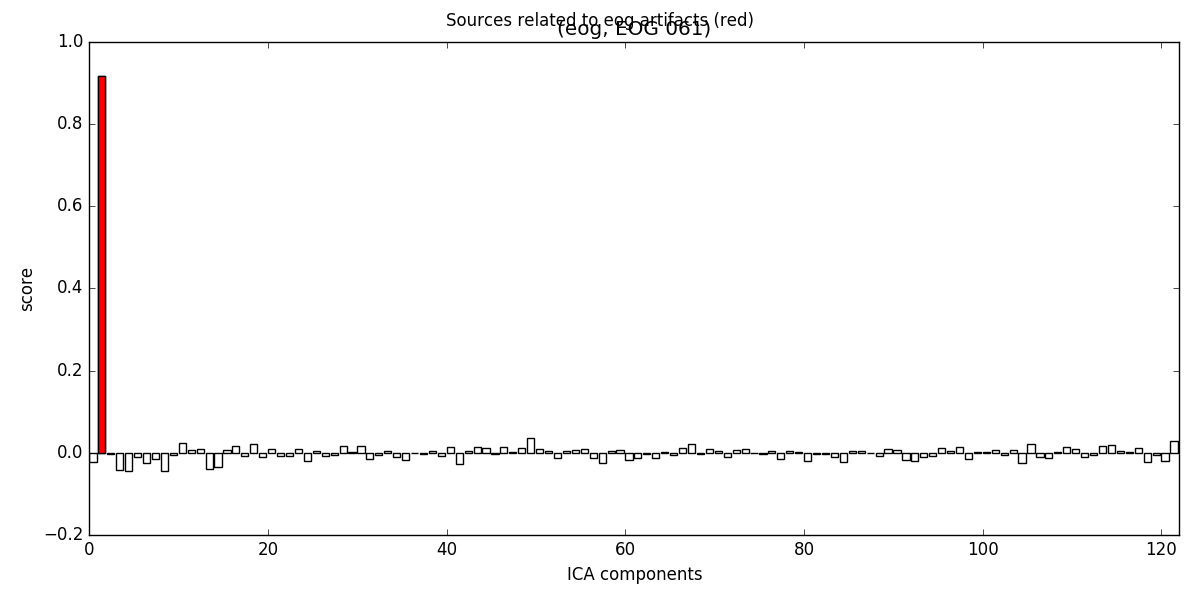 Sources related to eog artifacts (red)
(eog, EOG 061)
1.0
0.8
0.6
0.4
0.2
0.0
−0.2
score
0 20 40 60 80 100 120
ICA components